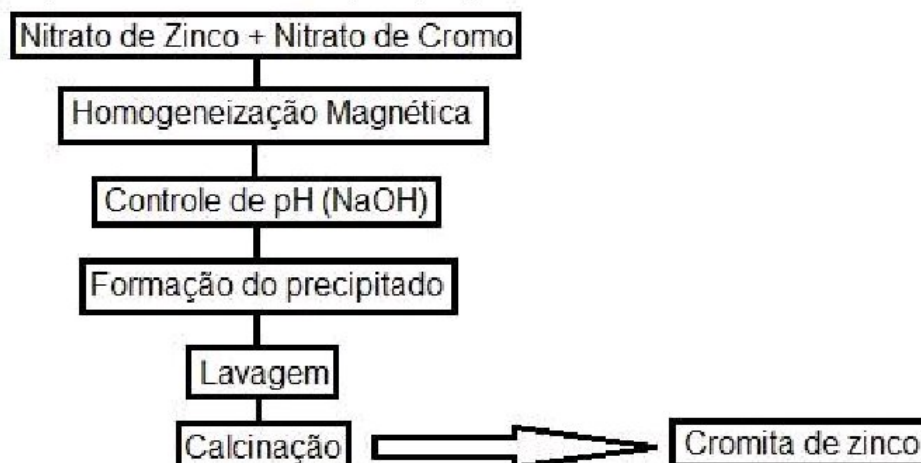 Nitrato de Zinco + Nitrato de Cromo
Homogeneização Magnética
Controle de pH (NaOH)
Formação do precipitado
Lavagem
Calcinação
Cromita de zinco